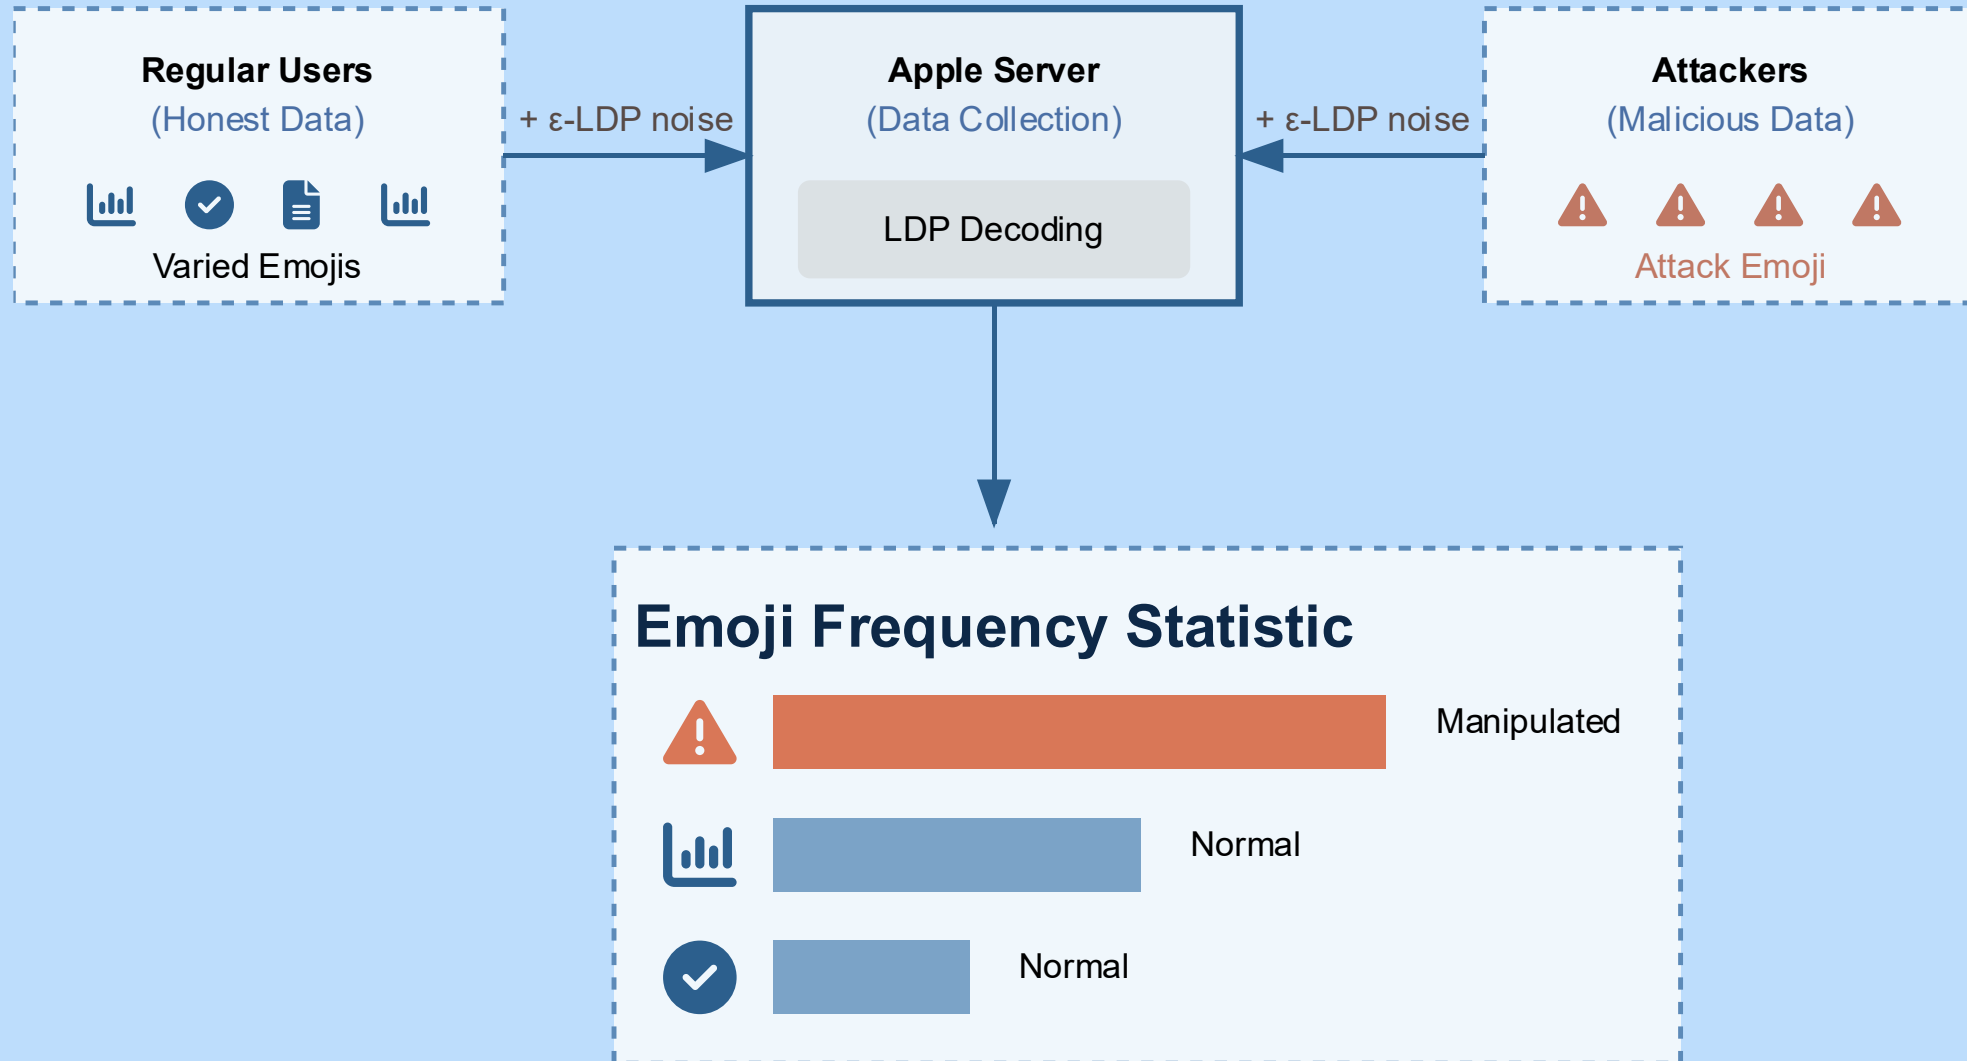 Regular Users
(Honest Data)
Varied Emojis
+ ε-LDP noise
Apple Server
(Data Collection)
LDP Decoding
+ ε-LDP noise
Attackers
(Malicious Data)
Attack Emoji
Emoji Frequency Statistic
Manipulated
Normal
Normal